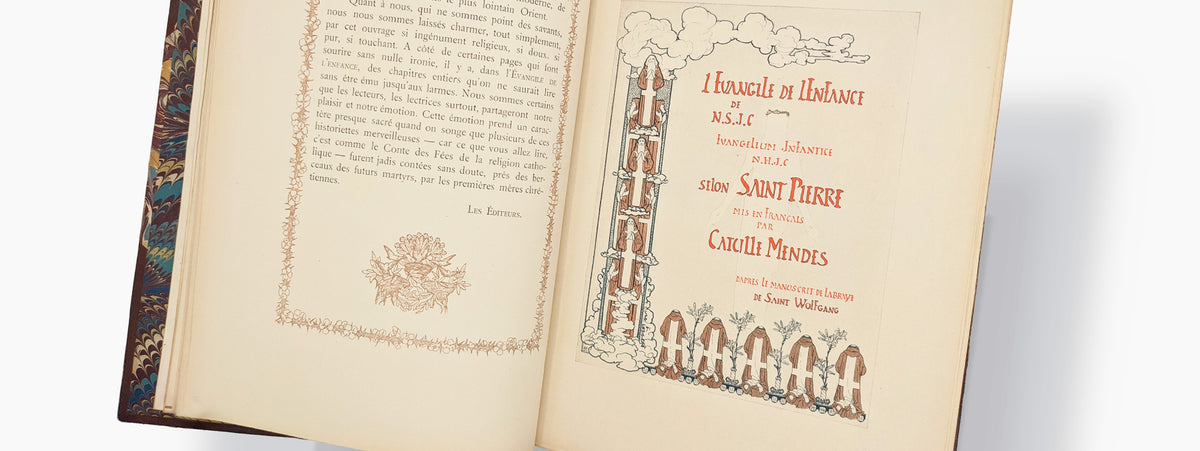 le plus lointain Orient.
Quant à nous, qui ne sommes point des savants,
nous nous sommes laissés charmer, tout simplement,
par cet ouvrage si ingénument religieux, si doux, si
pur, si touchant. A côté de certaines pages qui font
sourire sans nulle ironie, il y a, dans l'ÉVANGILE DE
L'ENFANCE, des chapitres entiers qu'on ne saurait lire
sans être ému jusqu'aux larmes. Nous sommes certains
que les lecteurs, les lectrices surtout, partageront notre
plaisir et notre émotion. Cette émotion prend un carac-
tère presque sacré quand on songe que plusieurs de ces
historiettes merveilleuses — car ce que vous allez lire,
c'est comme le Conte des Fées de la religion catho-
lique — furent jadis contées sans doute, près des ber-
ceaux des futurs martyrs, par les premières mères chré-
tiennes.
LES ÉDITEURS.
L'EVANGILE DE L'ENFANCE
DE
N.S.J.C
EVANGELIUM INFANTICE
N.H.J.C
SELON SAINT PIERRE
MIS EN FRANCAIS
PAR
CATULLE MENDES
D'APRES LE MANUSCRIT DE L'ABBAYE
DE SAINT WOLFGANG